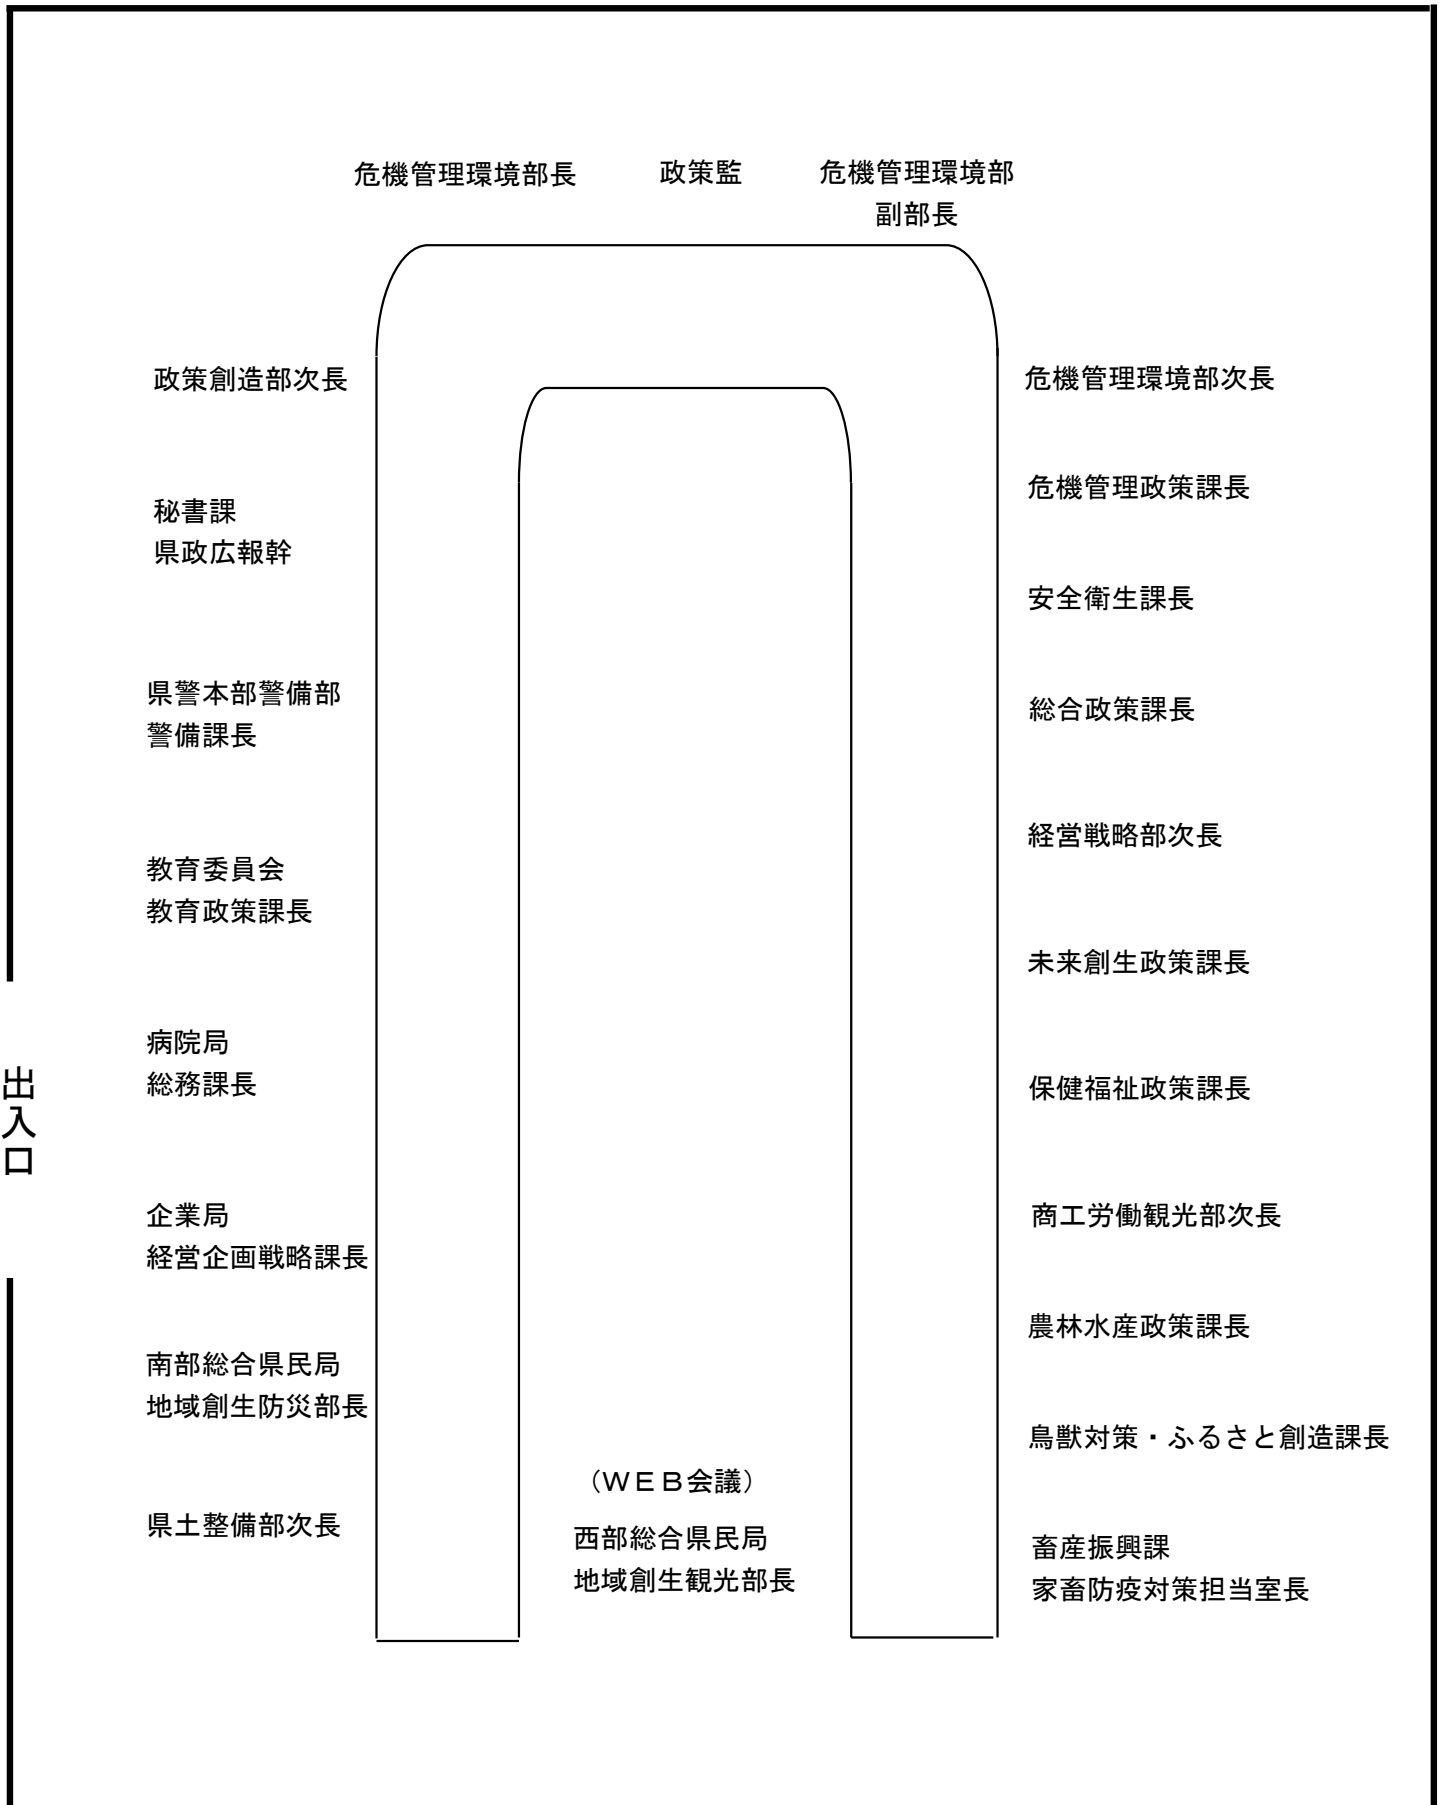 危機管理環境部長
政策監
危機管理環境部
副部長
政策創造部次長
秘書課
県政広報幹
県警本部警備部
警備課長
教育委員会
教育政策課長
病院局
総務課長
企業局
経営企画戦略課長
南部総合県民局
地域創生防災部長
県土整備部次長
出入口
(WEB会議)
西部総合県民局
地域創生観光部長
危機管理環境部次長
危機管理政策課長
安全衛生課長
総合政策課長
経営戦略部次長
未来創生政策課長
保健福祉政策課長
商工労働観光部次長
農林水産政策課長
鳥獣対策・ふるさと創造課長
畜産振興課
家畜防疫対策担当室長